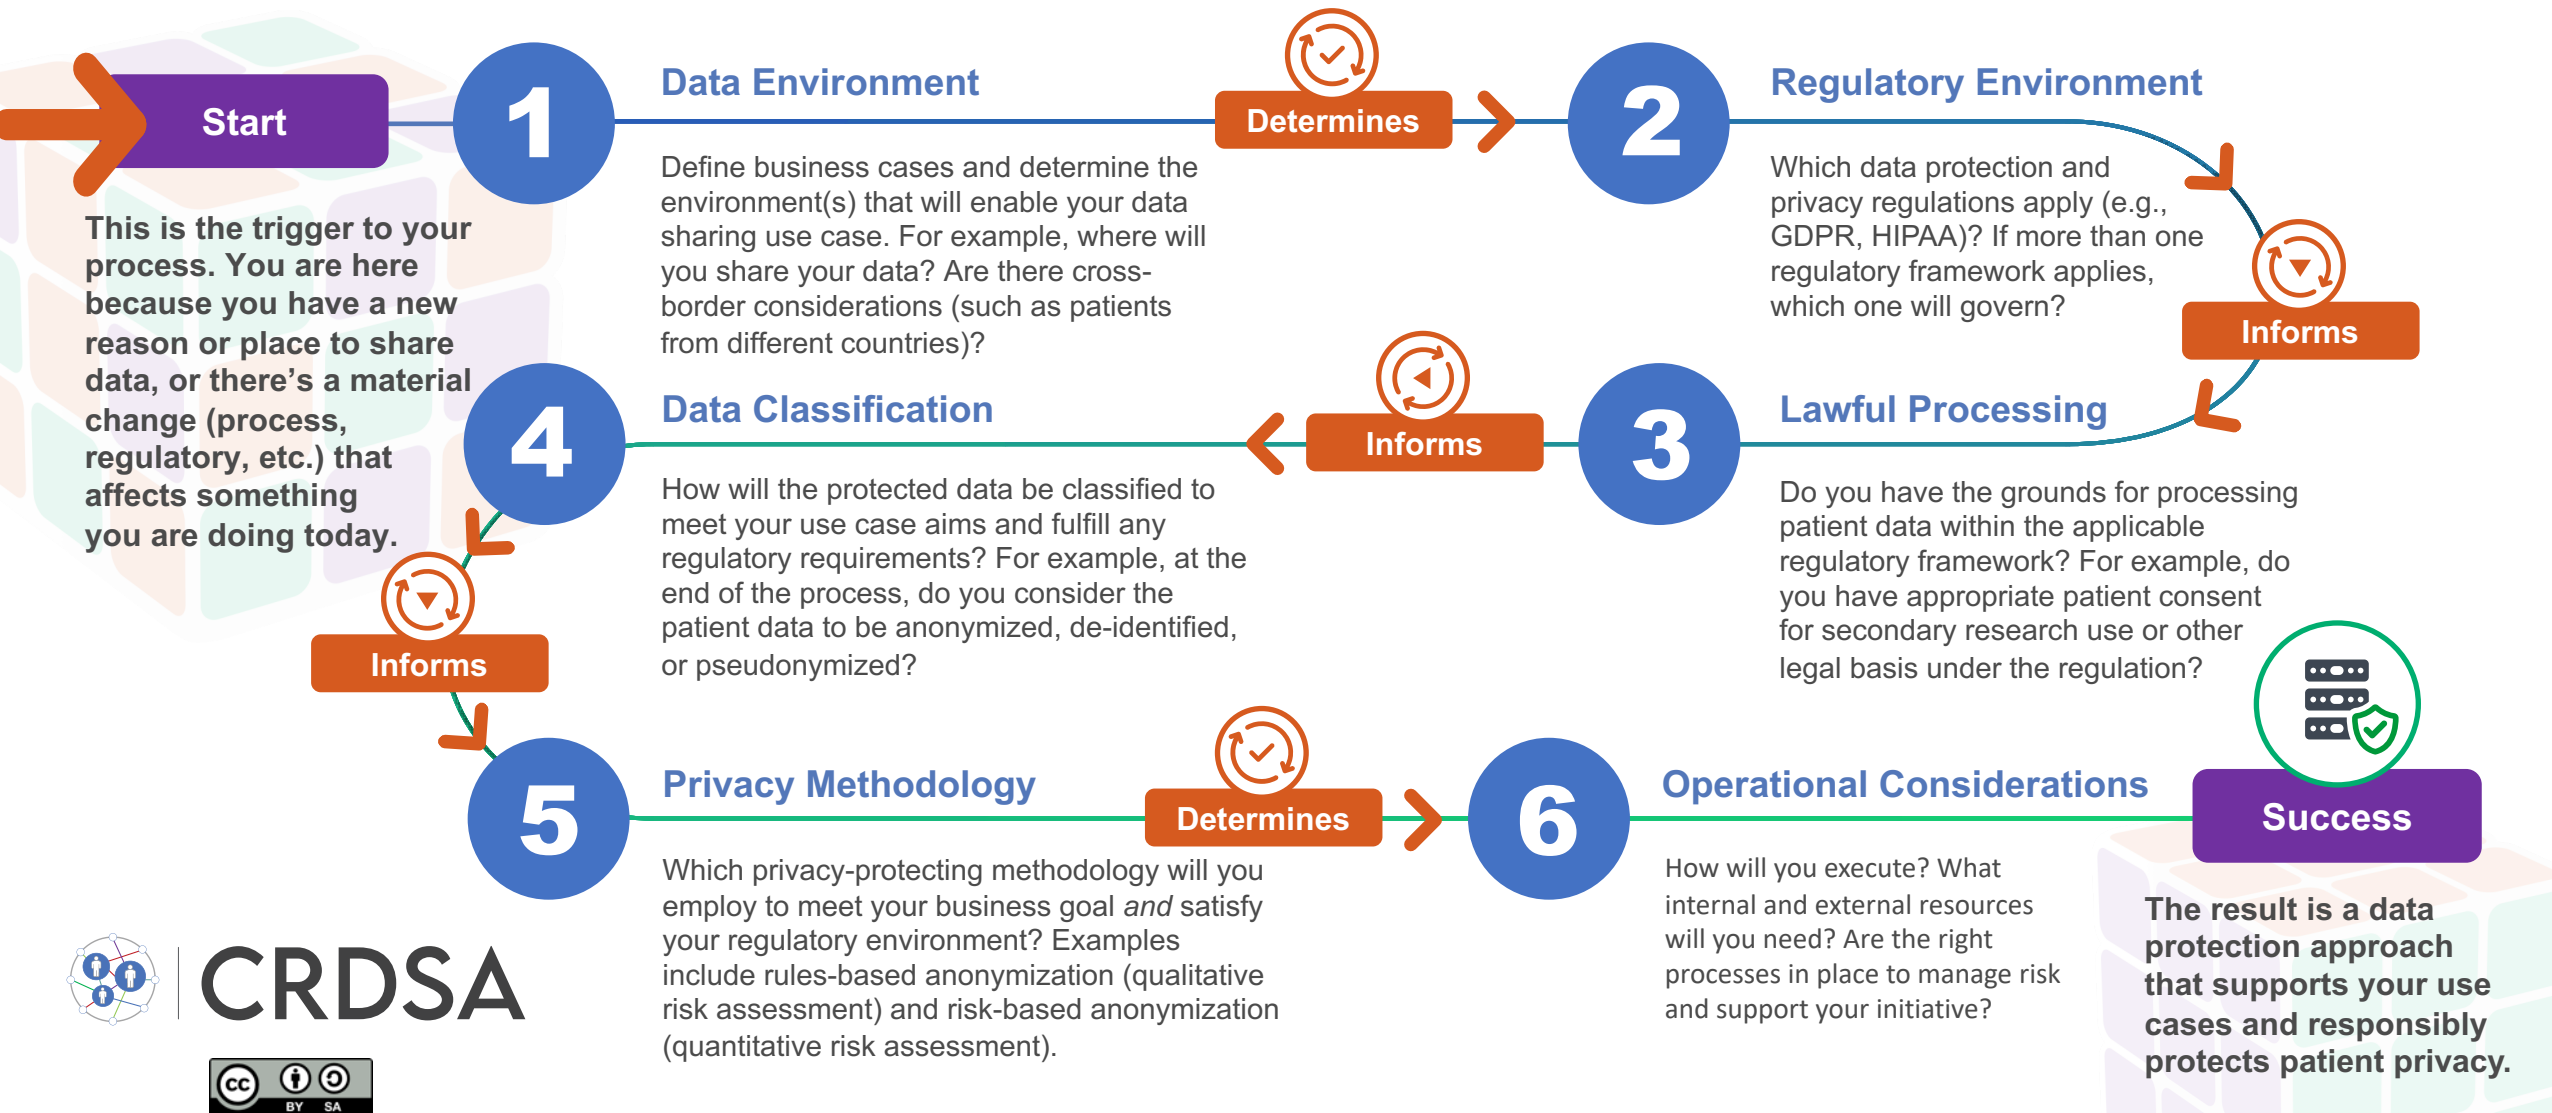 Start
This is the trigger to your
process. You are here
because you have a new
reason or place to share
data, or there’s a material
change (process,
regulatory, etc.) that
affects something
you are doing today.
1
Data Environment
Define business cases and determine the
environment(s) that will enable your data
sharing use case. For example, where will
you share your data? Are there cross-
border considerations (such as patients
from different countries)?
Determines
2
Regulatory Environment
Which data protection and
privacy regulations apply (e.g.,
GDPR, HIPAA)? If more than one
regulatory framework applies,
which one will govern?
Informs
3
Lawful Processing
Do you have the grounds for processing
patient data within the applicable
regulatory framework? For example, do
you have appropriate patient consent
for secondary research use or other
legal basis under the regulation?
Informs
4
Data Classification
How will the protected data be classified to
meet your use case aims and fulfill any
regulatory requirements? For example, at the
end of the process, do you consider the
patient data to be anonymized, de-identified,
or pseudonymized?
Informs
5
Privacy Methodology
Which privacy-protecting methodology will you
employ to meet your business goal and satisfy
your regulatory environment? Examples
include rules-based anonymization (qualitative
risk assessment) and risk-based anonymization
(quantitative risk assessment).
Determines
6
Operational Considerations
How will you execute? What
internal and external resources
will you need? Are the right
processes in place to manage risk
and support your initiative?
Success
The result is a data
protection approach
that supports your use
cases and responsibly
protects patient privacy.
CRDSA
cc
BY SA